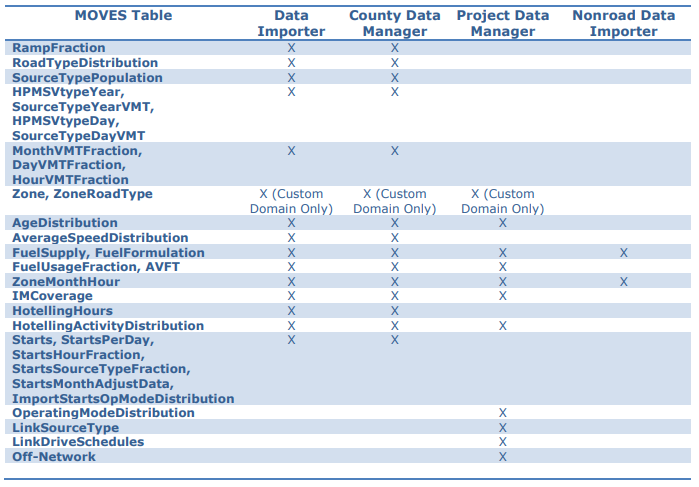 MOVES Table Data Importer County Data Manager Project Data Manager Nonroad Data Importer
RampFraction X X
RoadTypeDistribution X X
SourceTypePopulation X X
HPMSVtypeYear, X X
SourceTypeYearVMT,
HPMSVtypeDay,
SourceTypeDayVMT
MonthVMTFraction, X X
DayVMTFraction,
HourVMTFraction
Zone, ZoneRoadType X (Custom X (Custom X (Custom
Domain Only) Domain Only) Domain Only)
AgeDistribution X X X
AverageSpeedDistribution X X
FuelSupply, FuelFormulation X X X X
FuelUsageFraction, AVFT X X X
ZoneMonthHour X X X X
IMCoverage X X X
HotellingHours X X
HotellingActivityDistribution X X X
Starts, StartsPerDay, X X
StartsHourFraction,
StartsSourceTypeFraction,
StartsMonthAdjustData,
ImportStartsOpModeDistribution
OperatingModeDistribution X
LinkSourceType X
LinkDriveSchedules X
Off-Network X